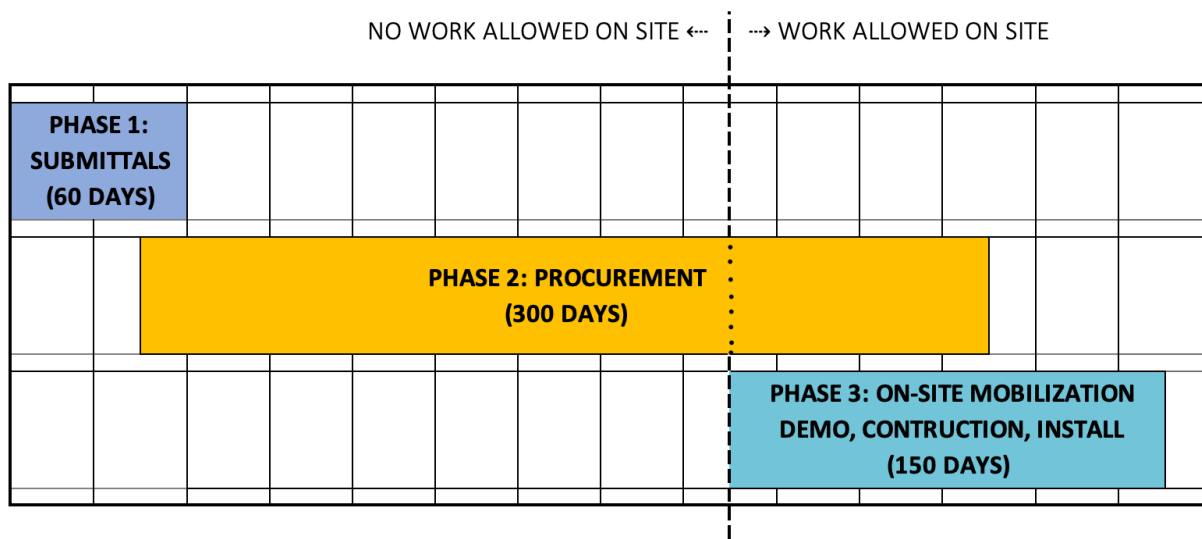 NO WORK ALLOWED ON SITE ⇠ ⇢ WORK ALLOWED ON SITE
PHASE 1:
SUBMITTALS
(60 DAYS)
PHASE 2: PROCUREMENT
(300 DAYS)
PHASE 3: ON-SITE MOBILIZATION
DEMO, CONTRUCTION, INSTALL
(150 DAYS)